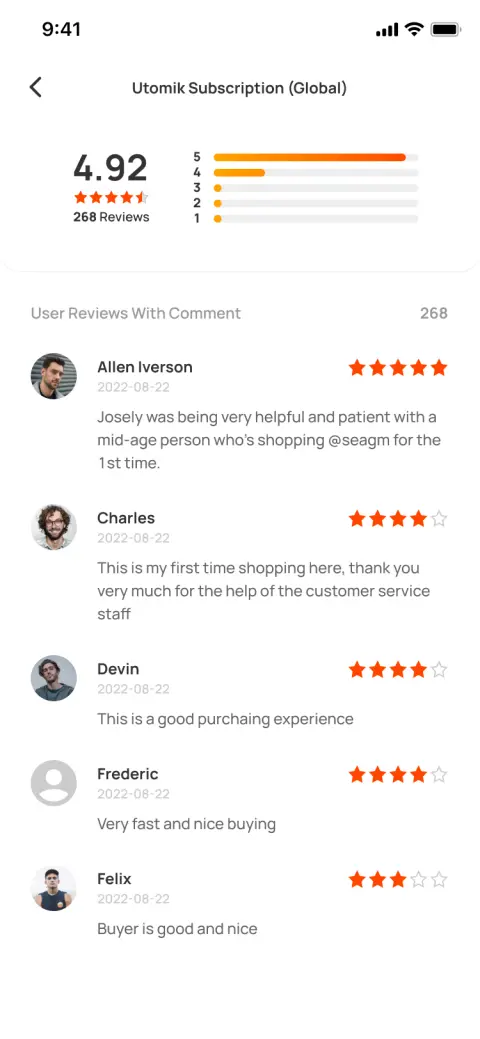 9:41
Utomik Subscription (Global)
4.92
268 Reviews
5
4
3
2
1
User Reviews With Comment 268
Allen Iverson
2022-08-22
Josely was being very helpful and patient with a
mid-age person who's shopping @seagm for the
1st time.
Charles
2022-08-22
This is my first time shopping here, thank you
very much for the help of the customer service
staff
Devin
2022-08-22
This is a good purchaing experience
Frederic
2022-08-22
Very fast and nice buying
Felix
2022-08-22
Buyer is good and nice